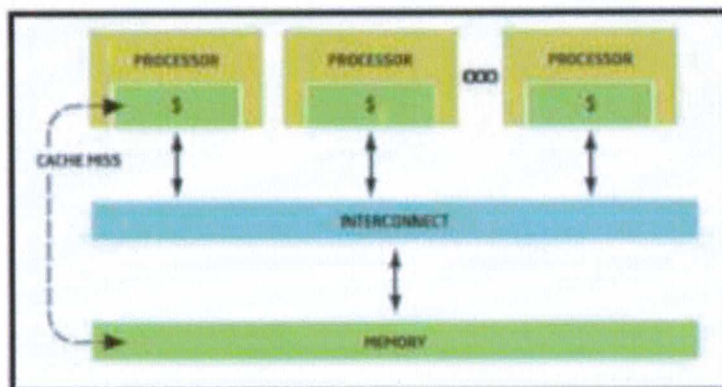 PROCESSOR
PROCESSOR
PROCESSOR
$
$
$
CACHE MISS
INTERCONNECT
MEMORY